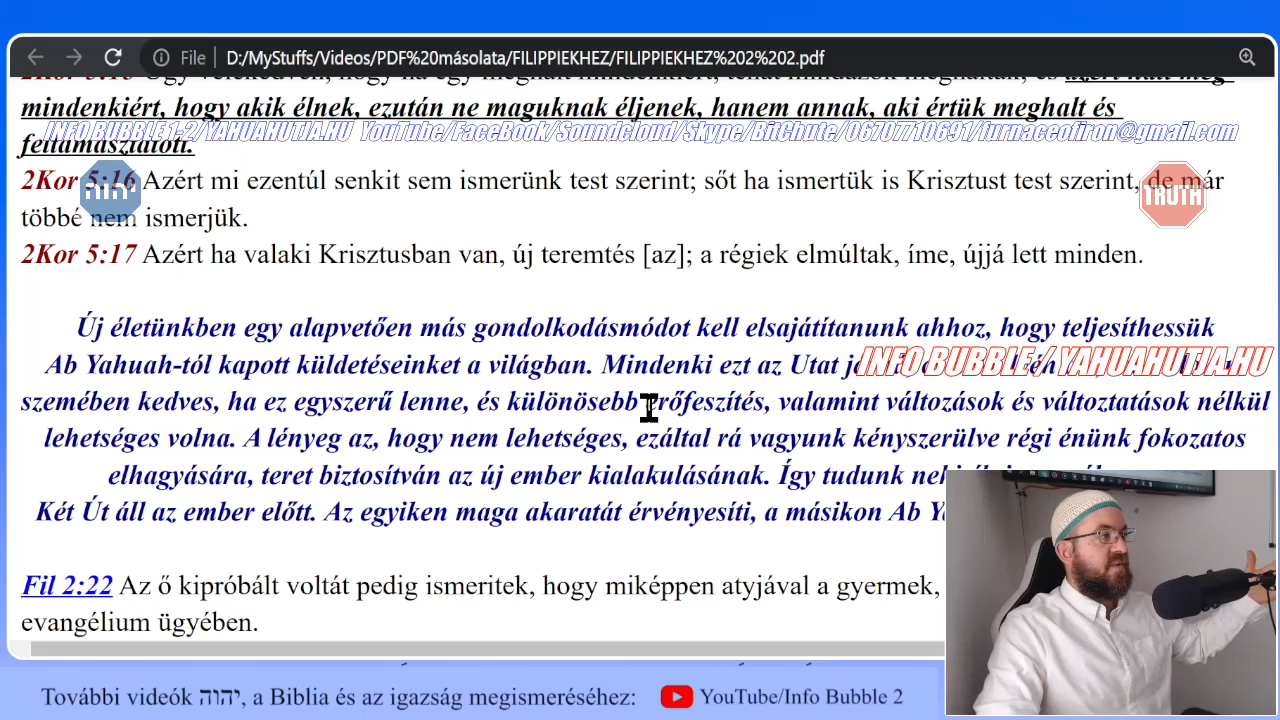 D:/MyStuffs/Videos/PDF%20másolata/FILIPPIEKHEZ/FILIPPIEKHEZ%202%202.pdf
File
mindenkiért, hogy akik élnek, ezután ne maguknak éljenek, hanem annak, aki értük meghalt és
INFO BUBBLE 1-2/YAHUAHUTJA.HU YouTube/FaceBook/Soundcloud/Skype/BitChute/06707710691/furnaceofiron@gmail.com
feltámasztatott.
2Kor 5:16 Azért mi ezentúl senkit sem ismerünk test szerint; sőt ha ismertük is Krisztust test szerint, de már
יהוה
TRUTH
többé nem ismerjük.
2Kor 5:17 Azért ha valaki Krisztusban van, új teremtés [az]; a régiek elmúltak, íme, újjá lett minden.
Új életünkben egy alapvetően más gondolkodásmódot kell elsajátítanunk ahhoz, hogy teljesíthessük
Ab Yahuah-tól kapott küldetéseinket a világban. Mindenki ezt az Utat
INFO BUBBLE / YAHUAHUTJA.HU
szemében kedves, ha ez egyszerű lenne, és különösebb erőfeszítés, valamint változások és változtatások nélkül
lehetséges volna. A lényeg az, hogy nem lehetséges, ezáltal rá vagyunk kényszerülve régi énünk fokozatos
elhagyására, teret biztosítván az új ember kialakulásának. Így tudunk
Két Út áll az ember előtt. Az egyiken maga akaratát érvényesíti, a másikon Ab
Fil 2:22 Az ő kipróbált voltát pedig ismeritek, hogy miképpen atyjával a gyermek,
evangélium ügyében.
További videók יהוה, a Biblia és az igazság megismeréséhez: YouTube/Info Bubble 2